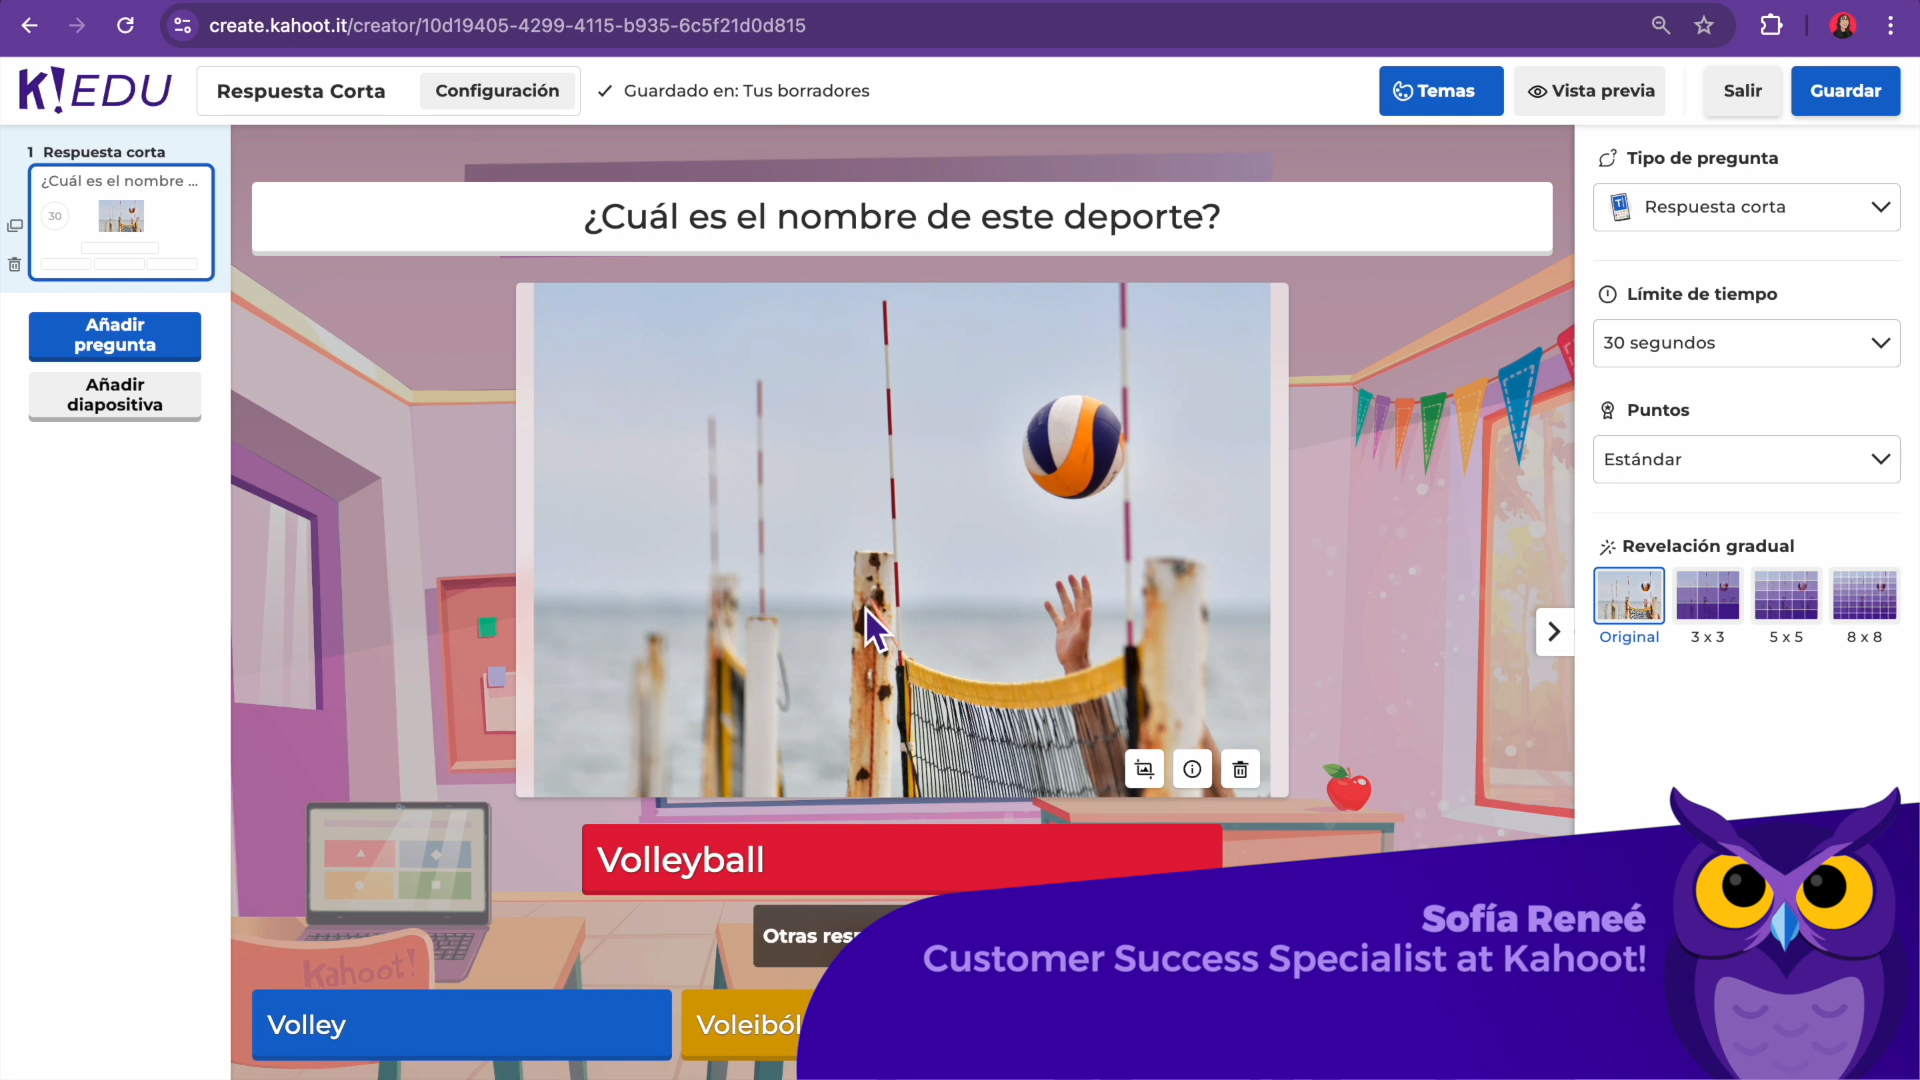 create.kahoot.it/creator/10d19405-4299-4115-b935-6c5f21d0d815
K!EDU
Respuesta Corta
Configuración
Guardado en: Tus borradores
Temas
Vista previa
Salir
Guardar
1 Respuesta corta
¿Cuál es el nombre ...
30
Añadir
pregunta
Añadir
diapositiva
¿Cuál es el nombre de este deporte?
Volleyball
Otras resp
Volley
Voleiból
Kahoot!
Tipo de pregunta
Respuesta corta
Límite de tiempo
30 segundos
Puntos
Estándar
Revelación gradual
Original
3 x 3
5 x 5
8 x 8
Sofía Reneé
Customer Success Specialist at Kahoot!